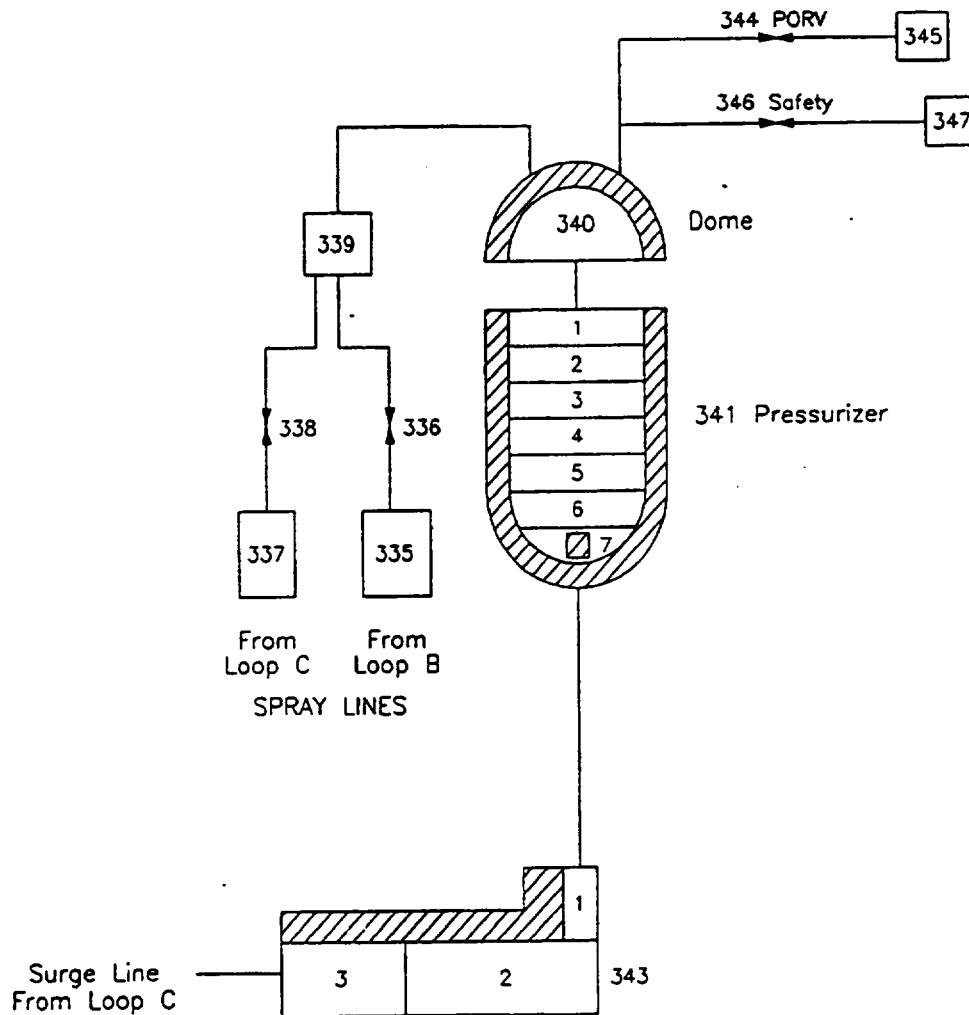 344 PORV
345
346 Safety
347
339
340
Dome
1
2
3
4
5
6
7
341 Pressurizer
338
336
337
335
From
Loop C
From
Loop B
SPRAY LINES
1
Surge Line
From Loop C
3
2
343